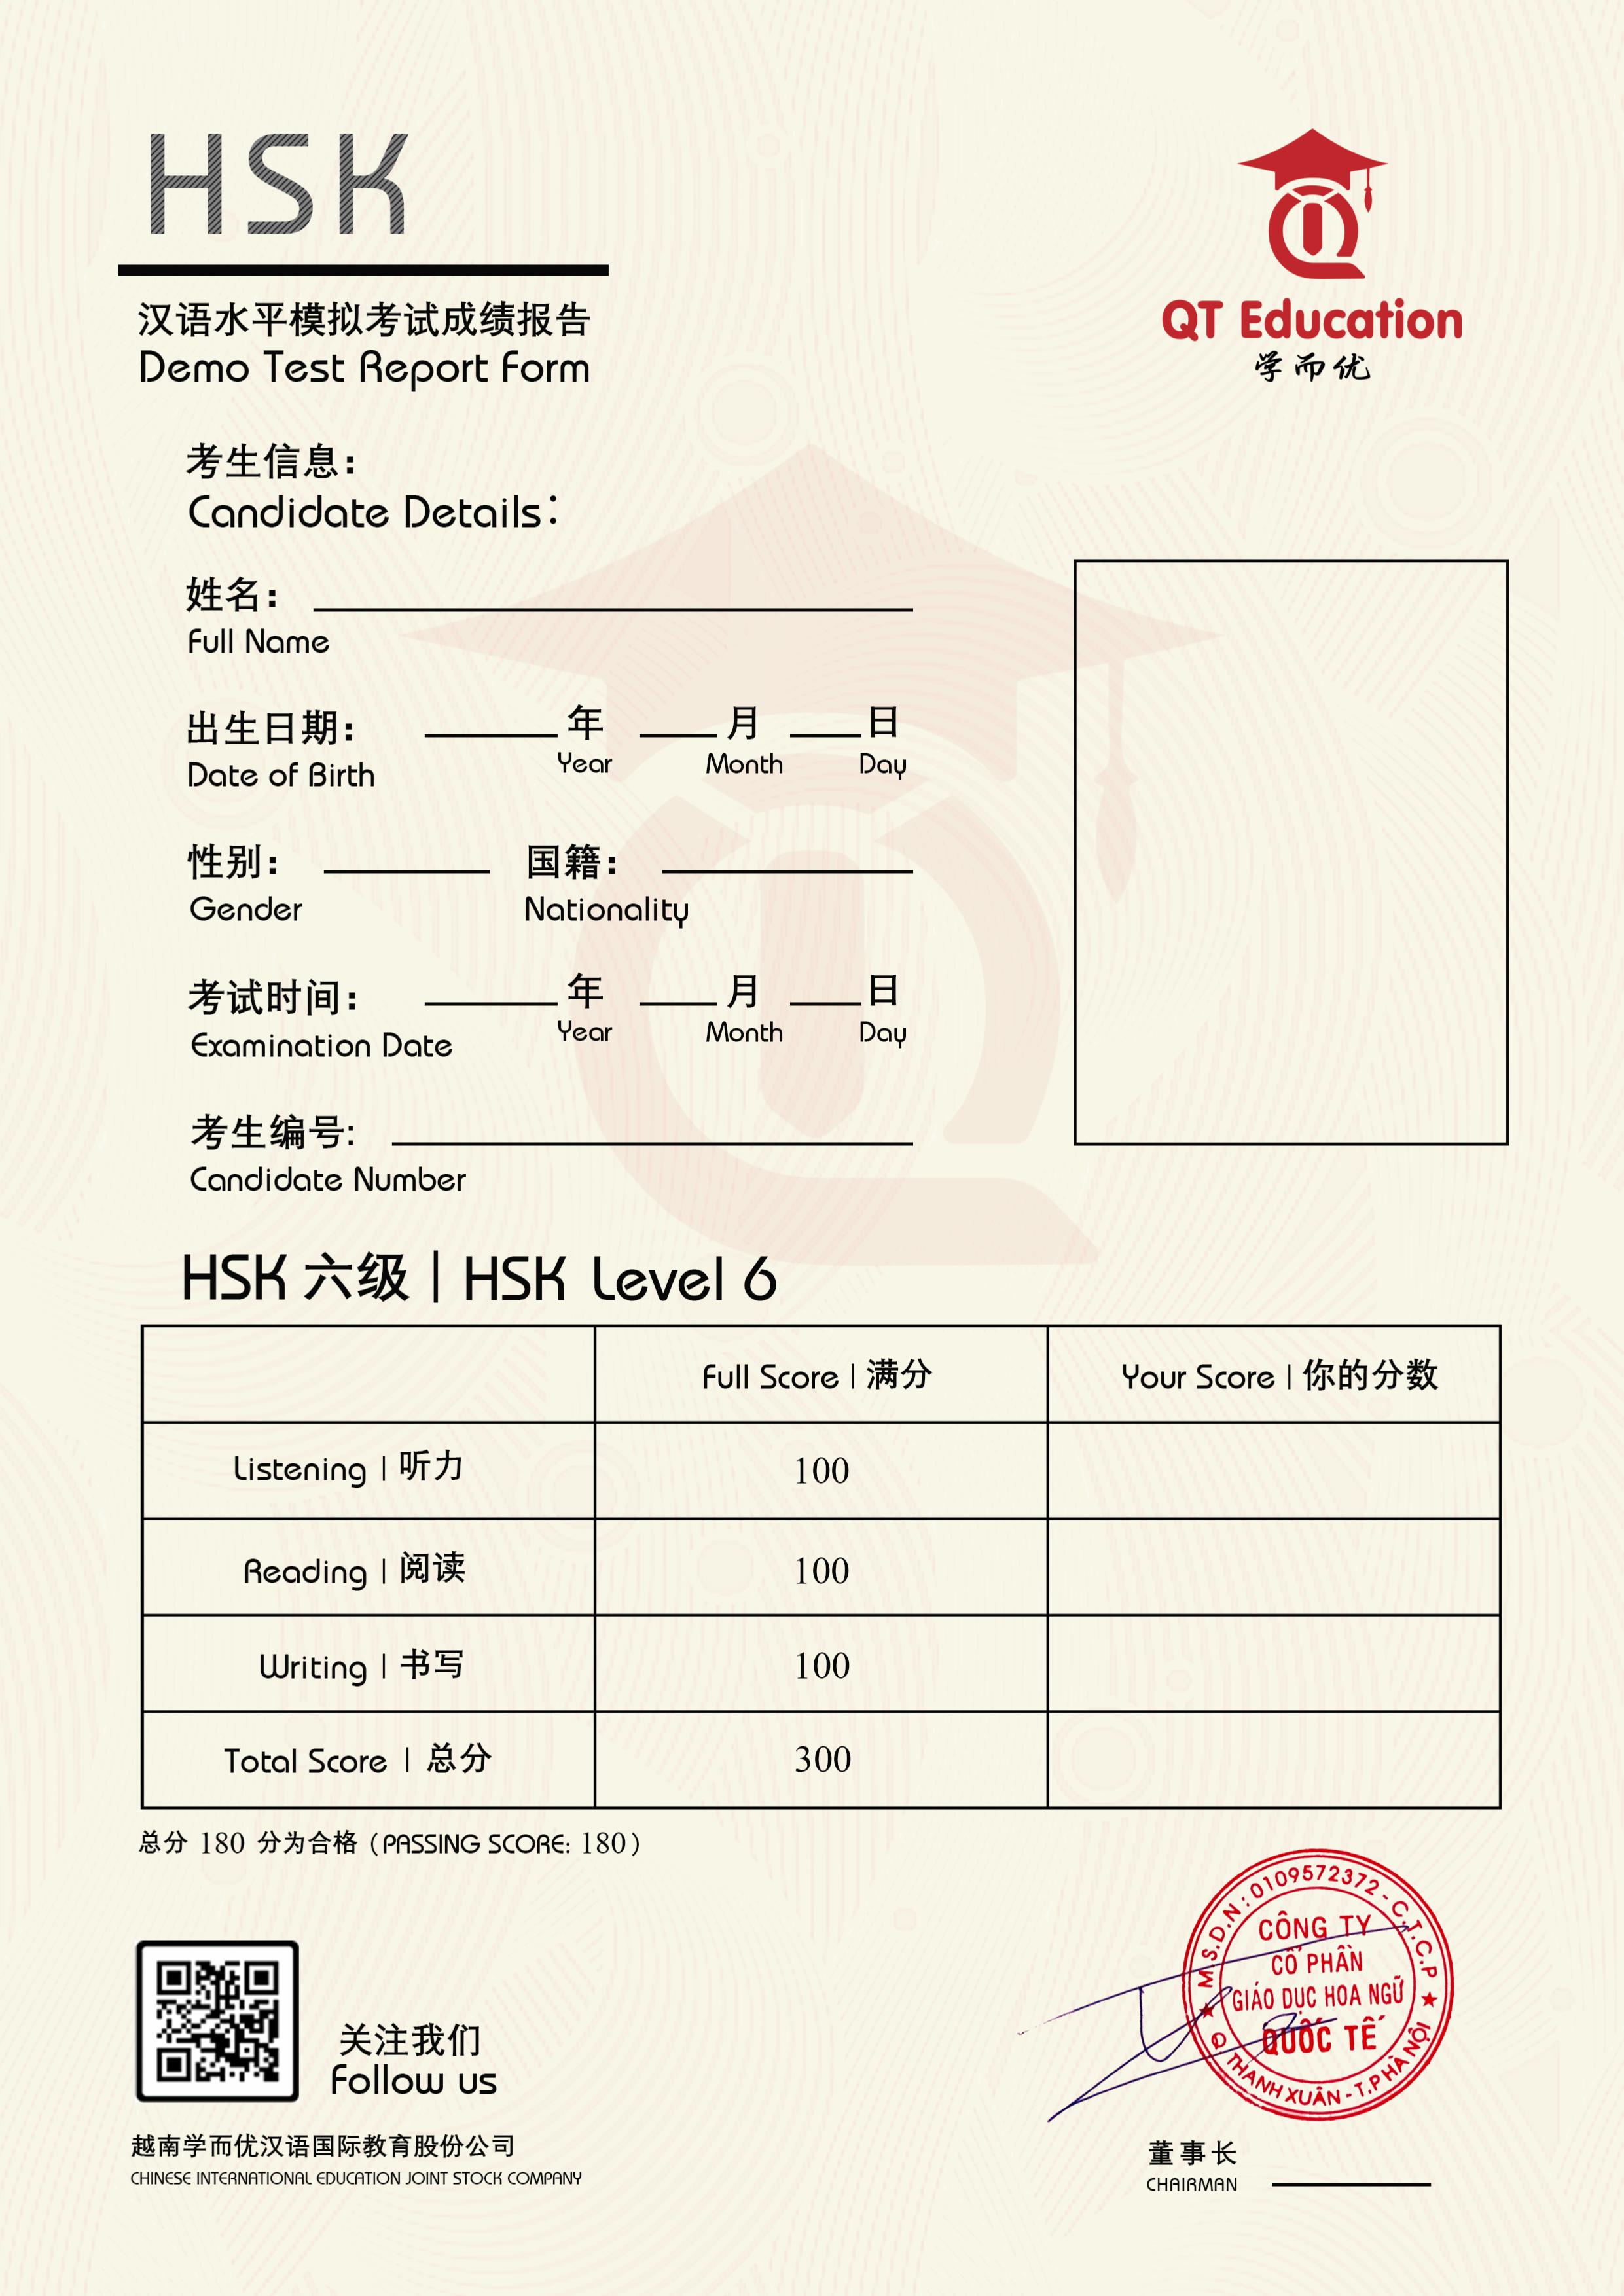 HSK
汉语水平模拟考试成绩报告
Demo Test Report Form
QT Education
学而优
考生信息：
Candidate Details：
姓名：
Full Name
出生日期： 年 月 日
Date of Birth Year Month Day
性别： 国籍：
Gender Nationality
考试时间： 年 月 日
Examination Date Year Month Day
考生编号:
Candidate Number
HSK 六级 | HSK Level 6
Full Score | 满分 Your Score | 你的分数
Listening | 听力 100
Reading | 阅读 100
Writing | 书写 100
Total Score | 总分 300
总分 180 分为合格（PASSING SCORE: 180）
M.S.D.N: 0109572372 - C.T.C.P
CÔNG TY
CỔ PHẦN
GIÁO DỤC HOA NGỮ
QUỐC TẾ
Q. THANH XUÂN - T.P HÀ NỘI
关注我们
Follow us
越南学而优汉语国际教育股份公司
CHINESE INTERNATIONAL EDUCATION JOINT STOCK COMPANY
董事长
CHAIRMAN